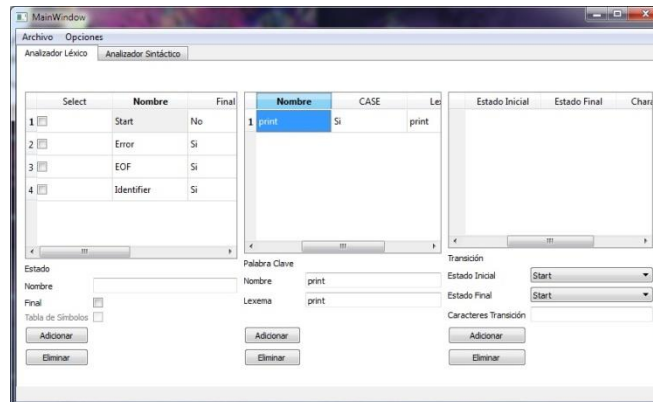 MainWindow
Archivo Opciones
Analizador Léxico Analizador Sintáctico
Select Nombre Final
1 Start No
2 Error Si
3 EOF Si
4 Identifier Si
Estado
Nombre
Final
Tabla de Símbolos
Adicionar
Eliminar
Nombre CASE Le
1 print Si print
Palabra Clave
Nombre print
Lexema print
Adicionar
Eliminar
Estado Inicial Estado Final Chara
Transición
Estado Inicial Start
Estado Final Start
Caracteres Transición
Adicionar
Eliminar